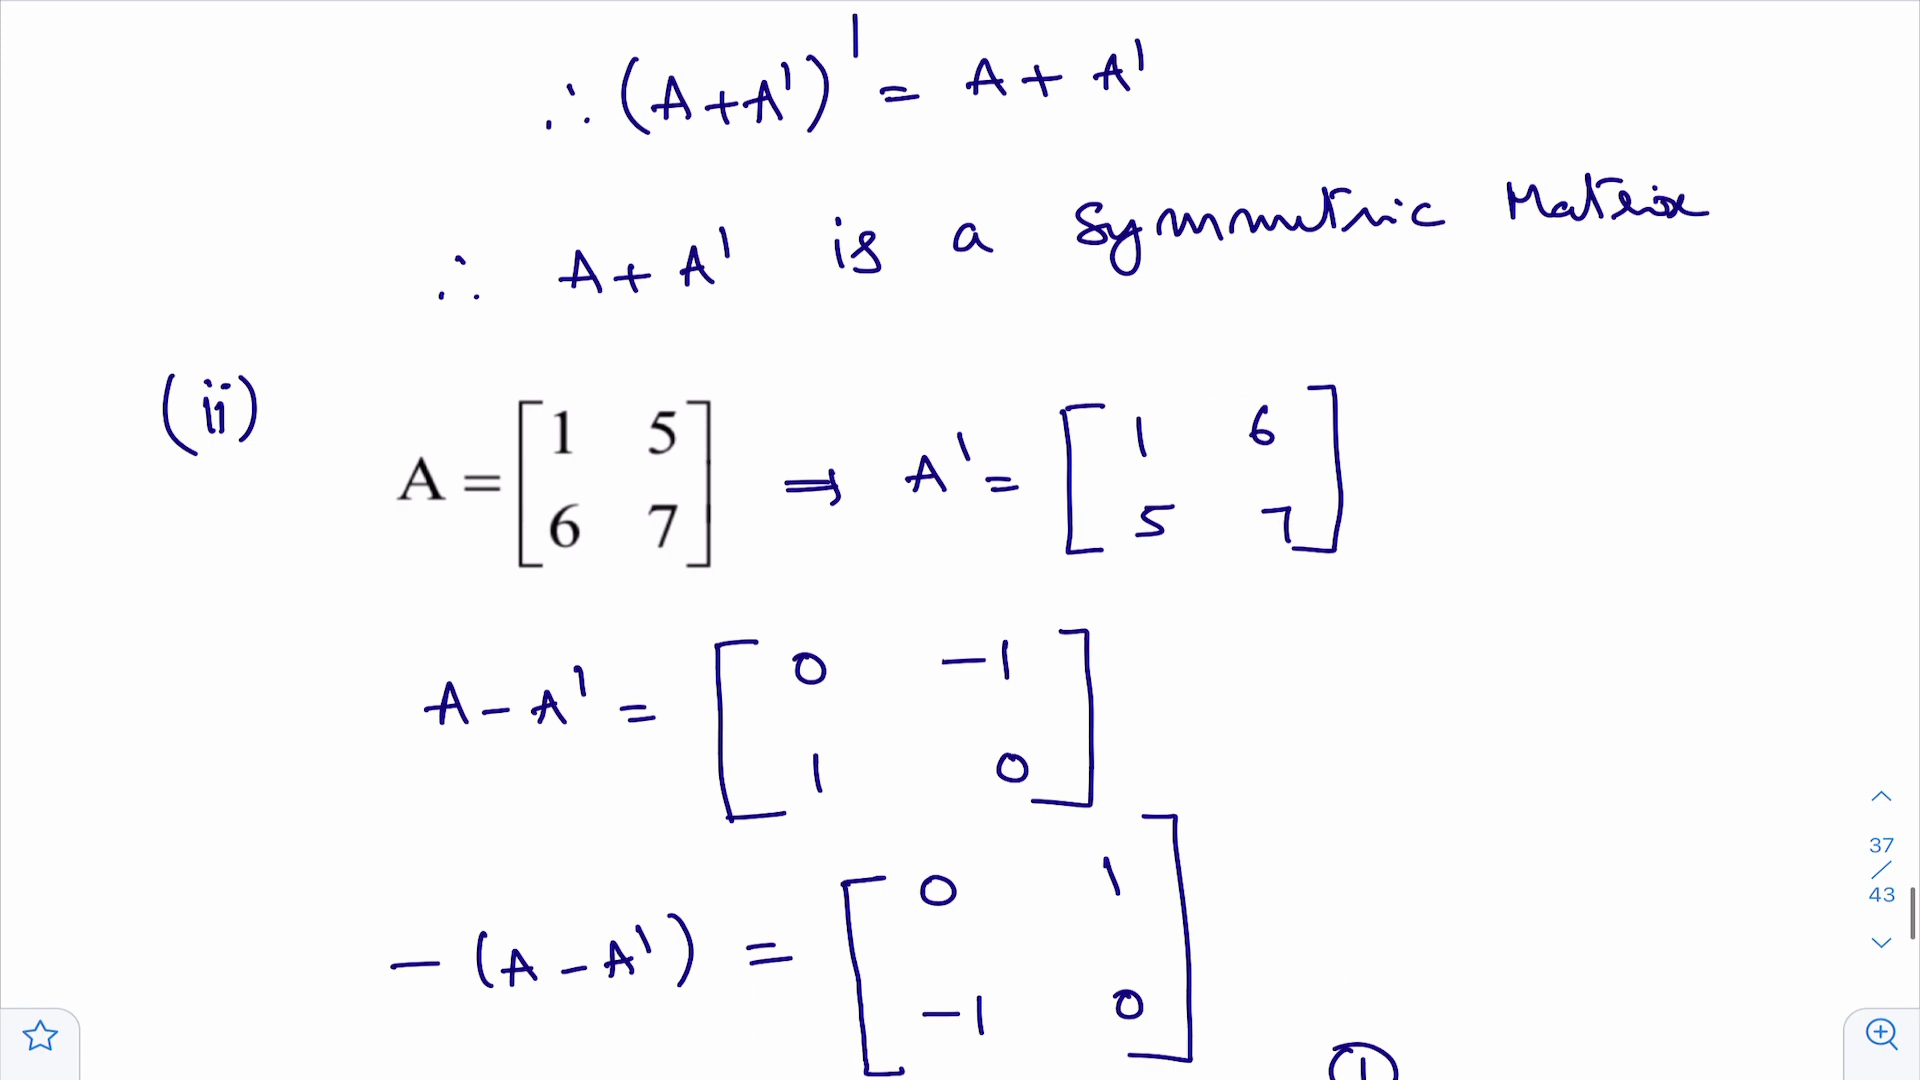 ∴ (A+A')' = A + A'
∴ A + A' is a symmetric Matrix
(ii)
A = [1 5
6 7] ⇒ A' = [1 6
5 7]
A - A' = [0 -1
1 0]
- (A - A') = [0 1
-1 0]
①
37
/
43